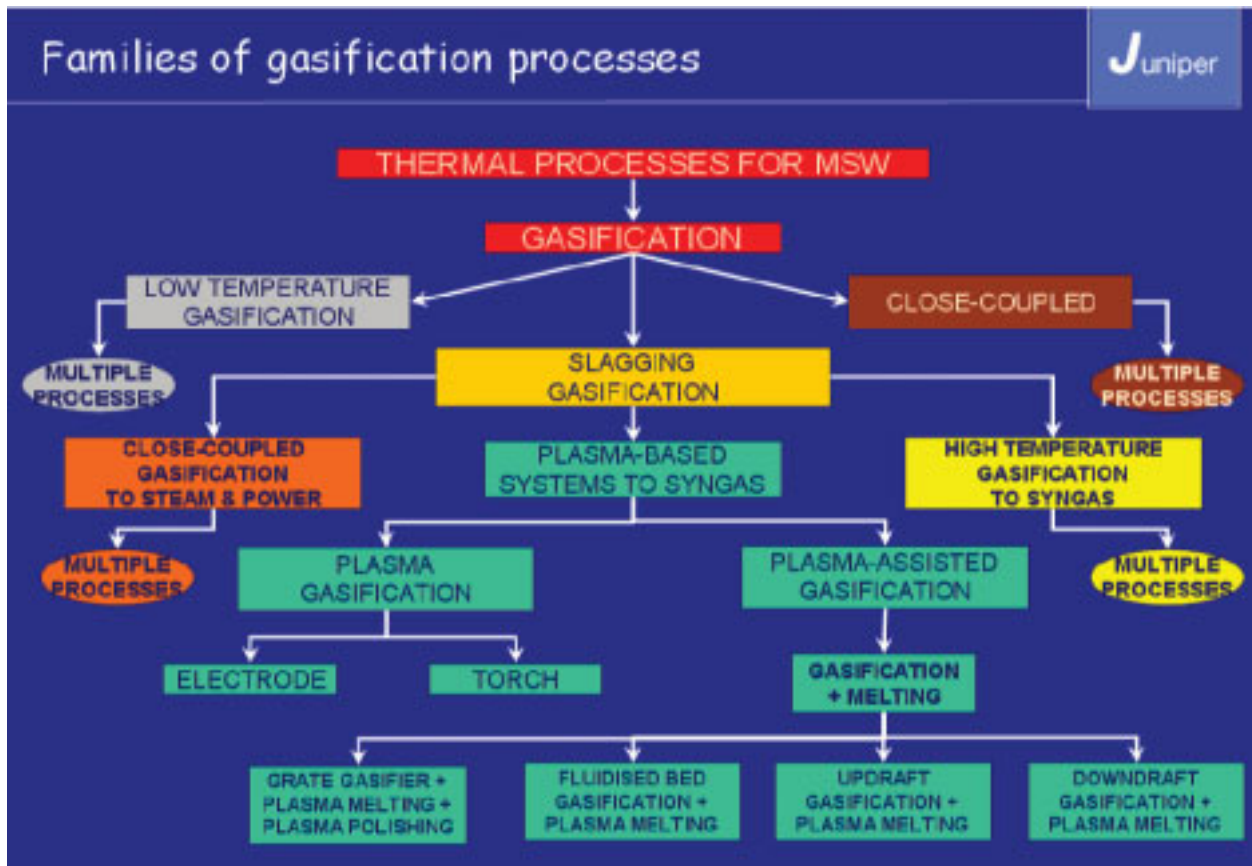 Families of gasification processes
Juniper
THERMAL PROCESSES FOR MSW
GASIFICATION
LOW TEMPERATURE
GASIFICATION
CLOSE-COUPLED
MULTIPLE
PROCESSES
SLAGGING
GASIFICATION
MULTIPLE
PROCESSES
CLOSE-COUPLED
GASIFICATION
TO STEAM & POWER
PLASMA-BASED
SYSTEMS TO SYNGAS
HIGH TEMPERATURE
GASIFICATION
TO SYNGAS
MULTIPLE
PROCESSES
PLASMA
GASIFICATION
PLASMA-ASSISTED
GASIFICATION
MULTIPLE
PROCESSES
ELECTRODE
TORCH
GASIFICATION
+ MELTING
GRATE GASIFIER +
PLASMA MELTING +
PLASMA POLISHING
FLUIDISED BED
GASIFICATION +
PLASMA MELTING
UPDRAFT
GASIFICATION +
PLASMA MELTING
DOWNDRAFT
GASIFICATION +
PLASMA MELTING